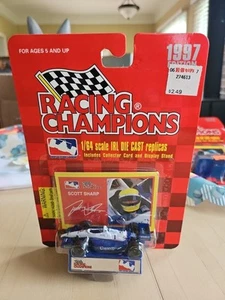 FOR AGES 5 AND UP
1997
$2.49
RACING
CHAMPIONS
1/64 scale IRL DIE CAST replicas
Includes Collector Card and Display Stand
SCOTT SHARP